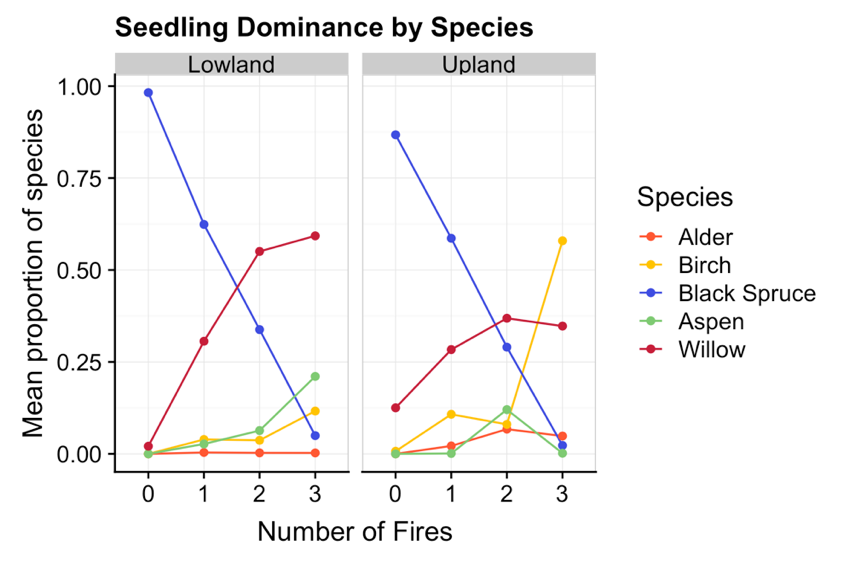 Seedling Dominance by Species
Lowland
Upland
Mean proportion of species
1.00
0.75
0.50
0.25
0.00
0 1 2 3
0 1 2 3
Number of Fires
Species
Alder
Birch
Black Spruce
Aspen
Willow